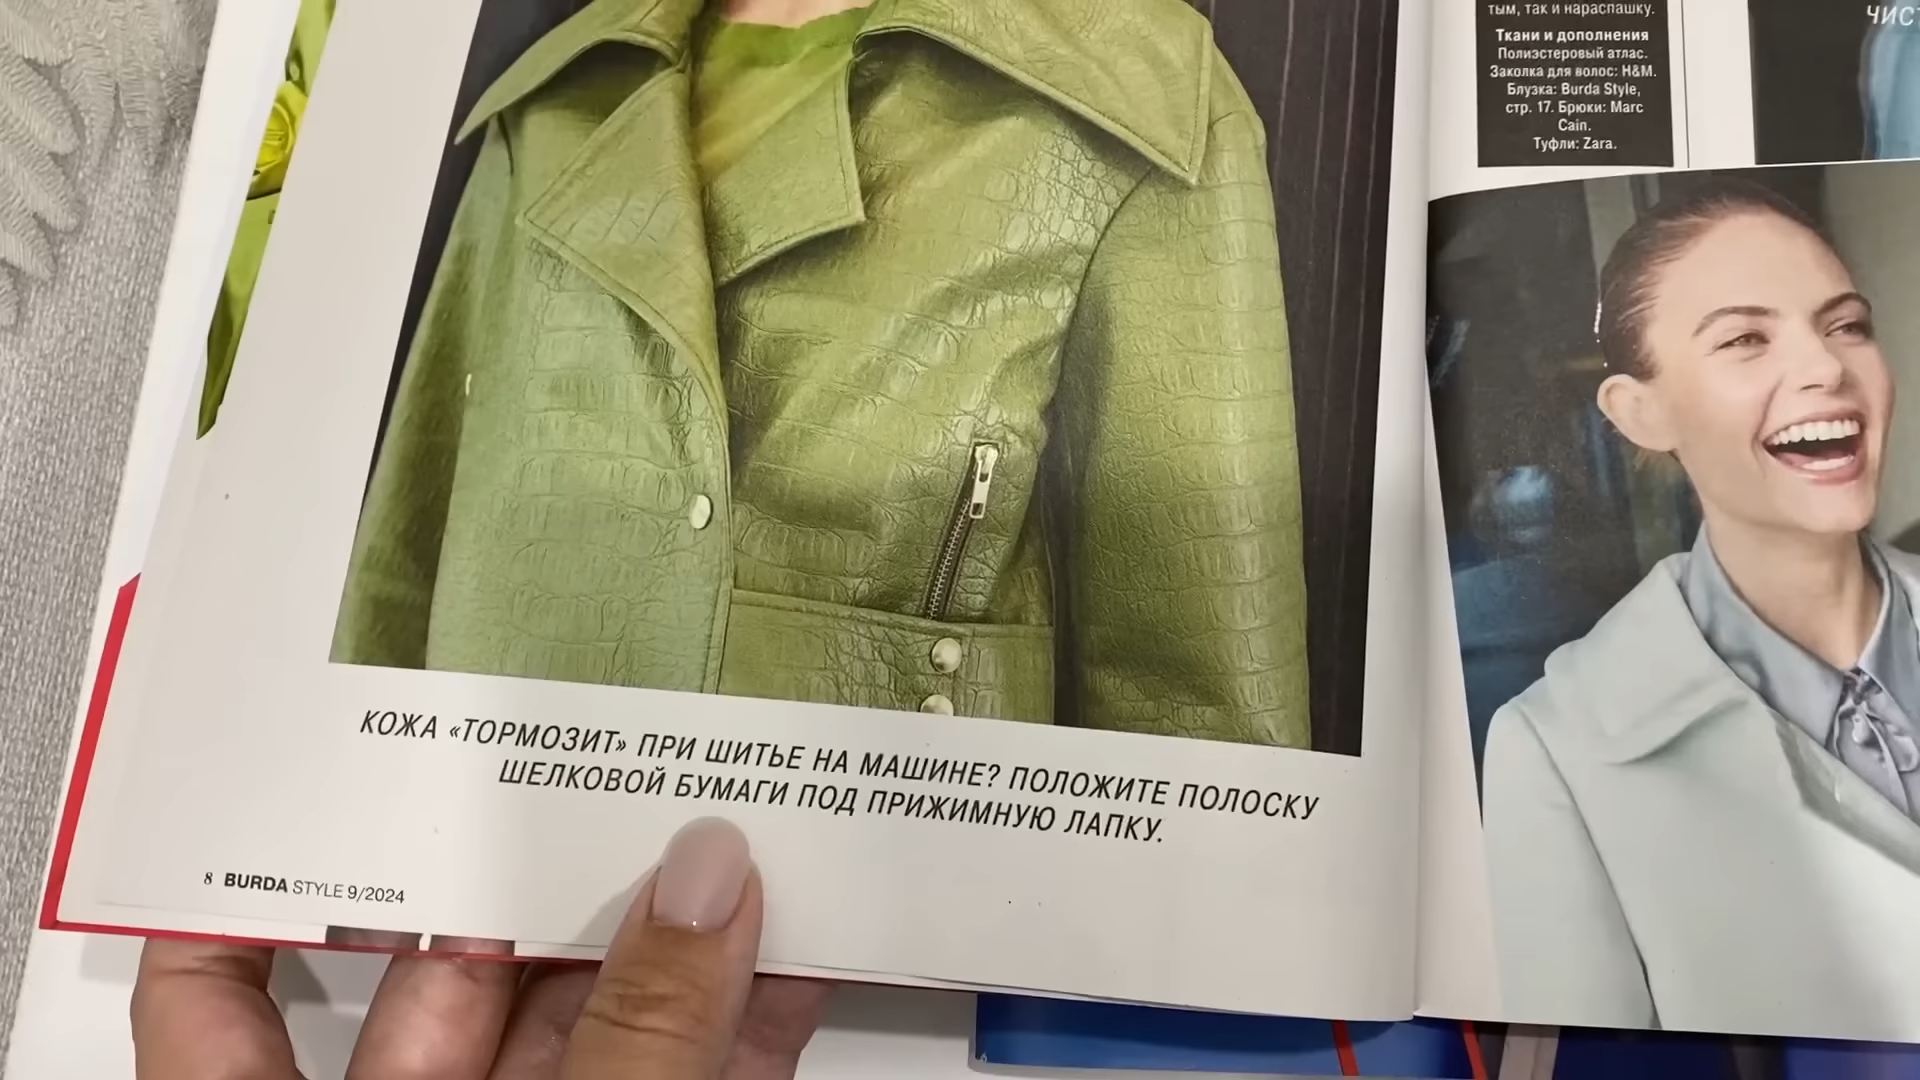 КОЖА «ТОРМОЗИТ» ПРИ ШИТЬЕ НА МАШИНЕ? ПОЛОЖИТЕ ПОЛОСКУ
ШЕЛКОВОЙ БУМАГИ ПОД ПРИЖИМНУЮ ЛАПКУ.
8 BURDA STYLE 9/2024
тым, так и нараспашку.
Ткани и дополнения
Полиэстеровый атлас.
Заколка для волос: H&M.
Блузка: Burda Style,
стр. 17. Брюки: Marc
Cain.
Туфли: Zara.